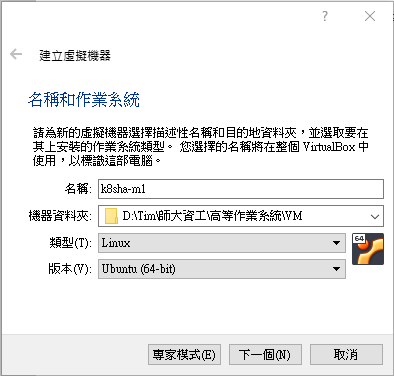 ?
建立虛擬機器
名稱和作業系統
請為新的虛擬機器選擇描述性名稱和目的地資料夾，並選取要在
其上安裝的作業系統類型。 您選擇的名稱將在整個 VirtualBox 中
使用，以標識這部電腦。
名稱: k8sha-m1
機器資料夾: D:\Tim\師大資工\高等作業系統\VM
類型(T): Linux
64
版本(V): Ubuntu (64-bit)
專家模式(E) 下一個(N) 取消